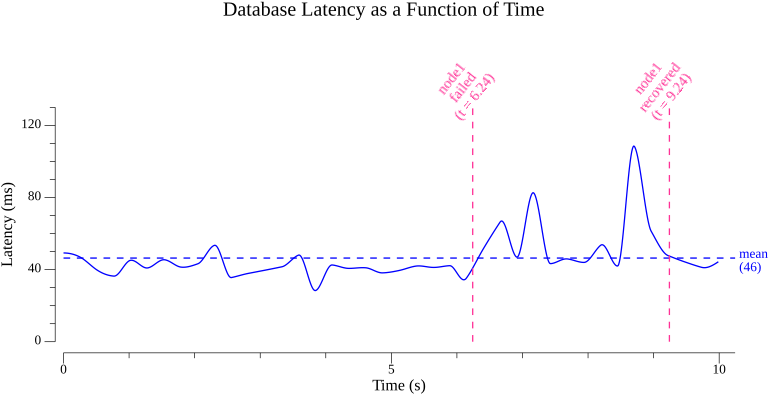 Database Latency as a Function of Time
node1
failed
(t = 6.24)
node1
recovered
(t = 9.24)
120
80
40
0
Latency (ms)
mean
(46)
0
5
10
Time (s)